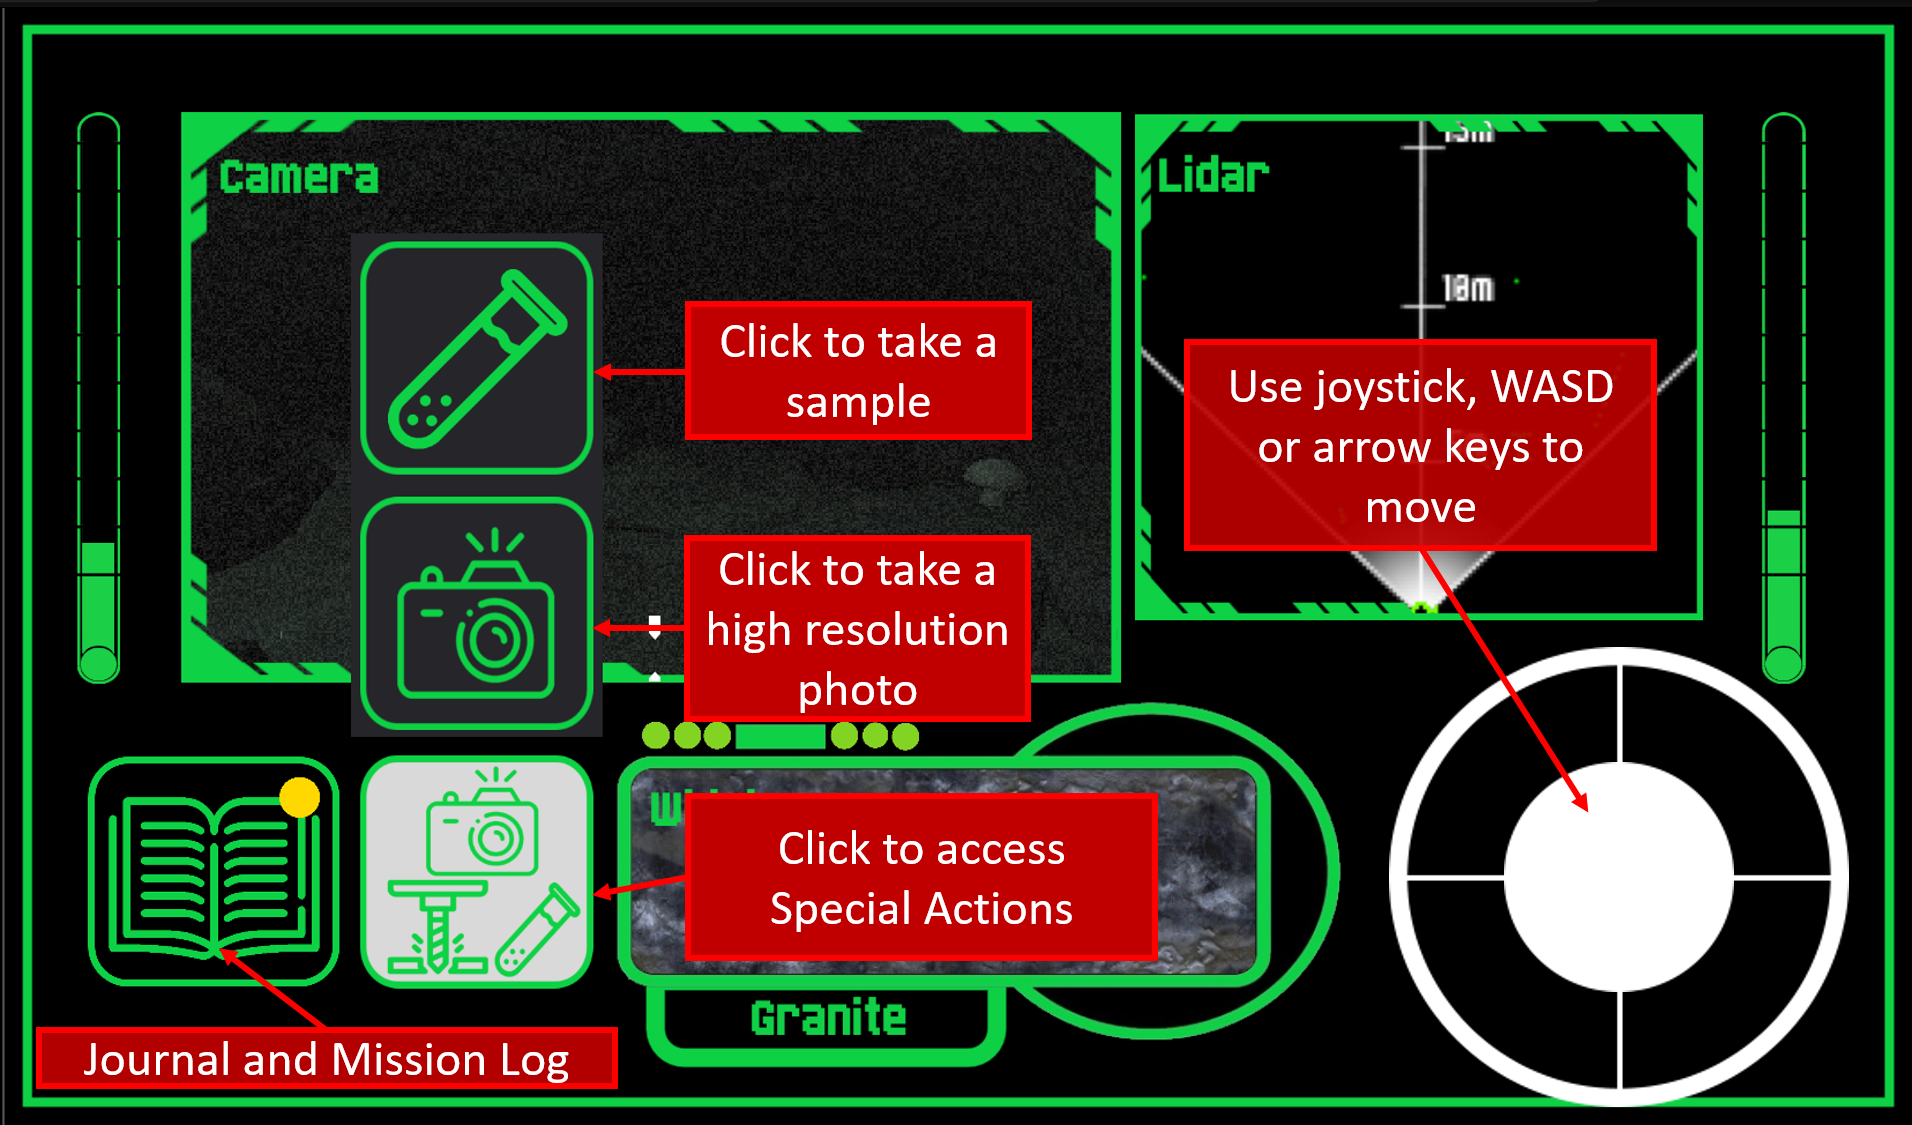 Camera
Lidar
15m
10m
Click to take a
sample
Use joystick, WASD
or arrow keys to
move
Click to take a
high resolution
photo
Click to access
Special Actions
Granite
Journal and Mission Log